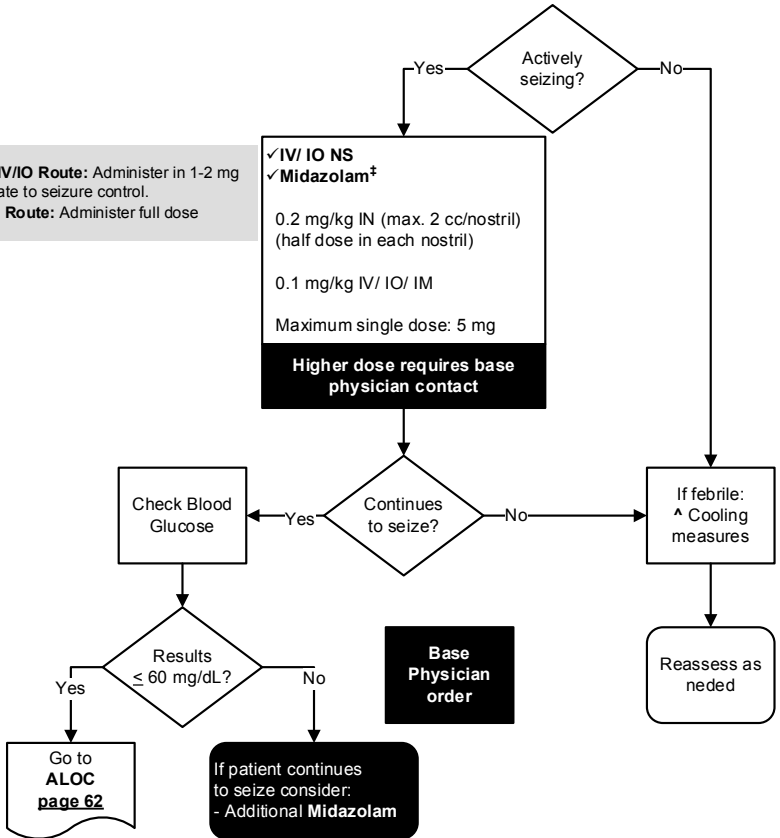 Actively
seizing?
Yes
No
IV/IO Route: Administer in 1-2 mg
ate to seizure control.
Route: Administer full dose
✓IV/ IO NS
✓Midazolam‡
0.2 mg/kg IN (max. 2 cc/nostril)
(half dose in each nostril)
0.1 mg/kg IV/ IO/ IM
Maximum single dose: 5 mg
Higher dose requires base
physician contact
Check Blood
Glucose
Yes
Continues
to seize?
No
If febrile:
^ Cooling
measures
Results
≤ 60 mg/dL?
Yes
No
Base
Physician
order
Reassess as
neded
Go to
ALOC
page 62
If patient continues
to seize consider:
- Additional Midazolam